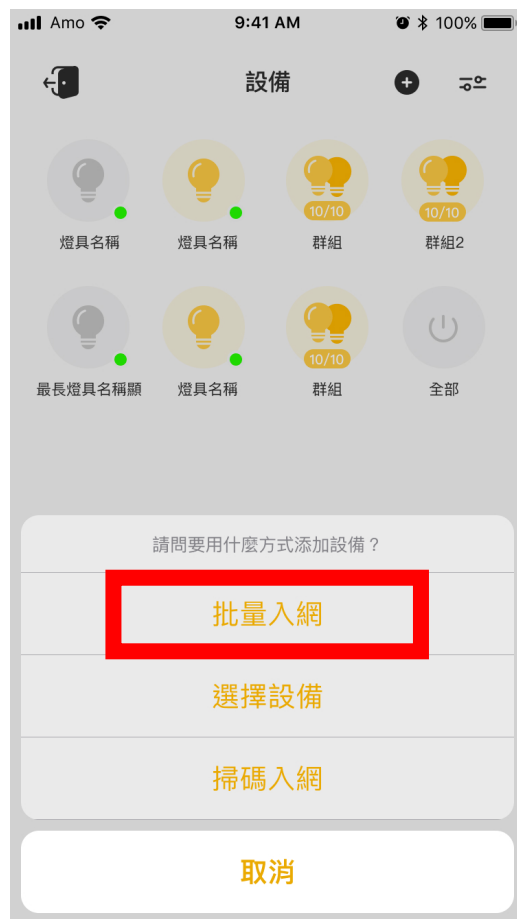 Amo 9:41 AM 100%
設備
10/10 10/10
燈具名稱 燈具名稱 群組 群組2
10/10
最長燈具名稱顯 燈具名稱 群組 全部
請問要用什麼方式添加設備？
批量入網
選擇設備
掃碼入網
取消